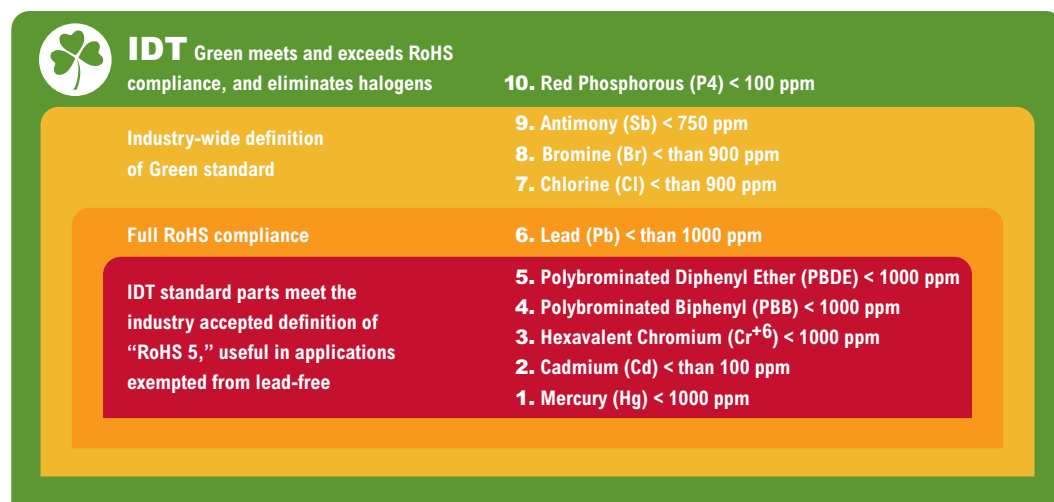 IDT Green meets and exceeds RoHS
compliance, and eliminates halogens
10. Red Phosphorous (P4) < 100 ppm
Industry-wide definition
of Green standard
9. Antimony (Sb) < 750 ppm
8. Bromine (Br) < than 900 ppm
7. Chlorine (Cl) < than 900 ppm
Full RoHS compliance
6. Lead (Pb) < than 1000 ppm
IDT standard parts meet the
industry accepted definition of
“RoHS 5,” useful in applications
exempted from lead-free
5. Polybrominated Diphenyl Ether (PBDE) < 1000 ppm
4. Polybrominated Biphenyl (PBB) < 1000 ppm
3. Hexavalent Chromium (Cr+6) < 1000 ppm
2. Cadmium (Cd) < than 100 ppm
1. Mercury (Hg) < 1000 ppm